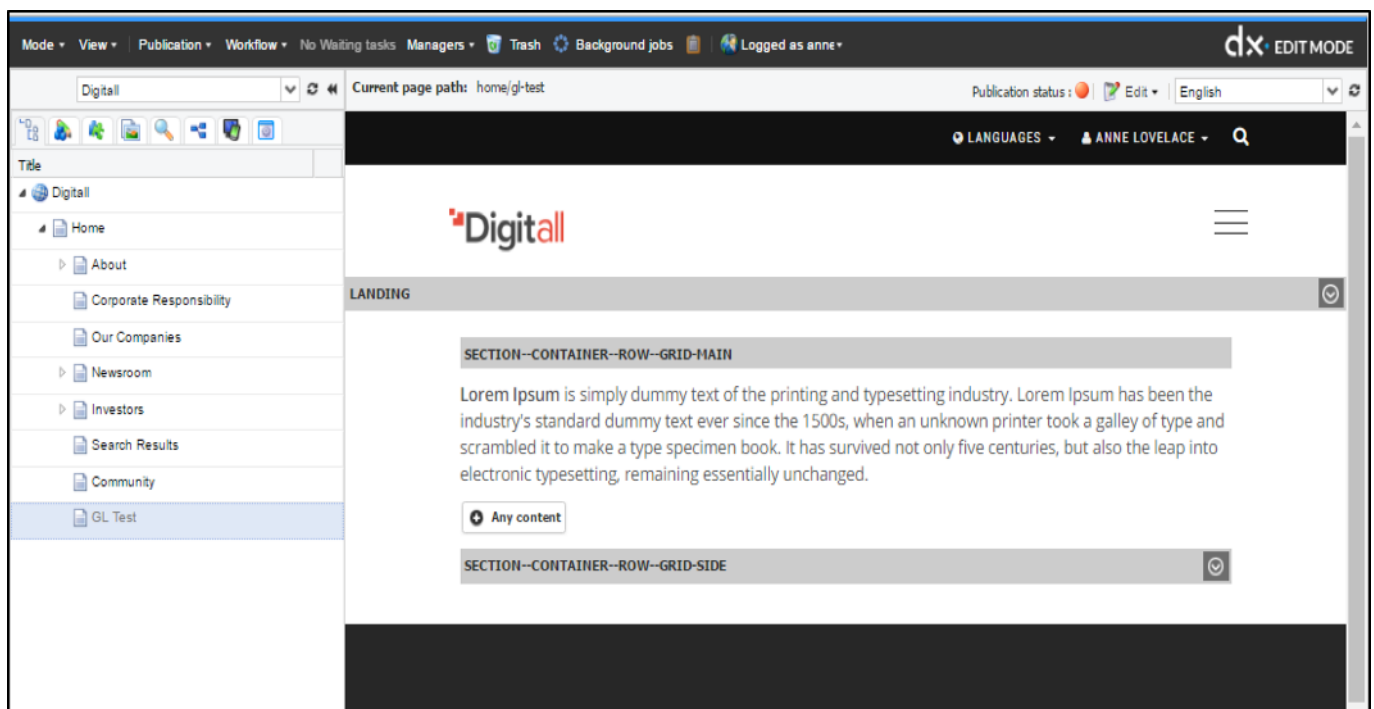 Mode View Publication Workflow No Waiting tasks Managers Trash Background jobs Logged as anne dx EDIT MODE
Digitall Current page path: home/gl-test Publication status : Edit English
LANGUAGES ANNE LOVELACE
Title
Digitall
Home
About
Corporate Responsibility
Our Companies
Newsroom
Investors
Search Results
Community
GL Test
Digitall
LANDING
SECTION--CONTAINER--ROW--GRID-MAIN
Lorem Ipsum is simply dummy text of the printing and typesetting industry. Lorem Ipsum has been the
industry's standard dummy text ever since the 1500s, when an unknown printer took a galley of type and
scrambled it to make a type specimen book. It has survived not only five centuries, but also the leap into
electronic typesetting, remaining essentially unchanged.
Any content
SECTION--CONTAINER--ROW--GRID-SIDE